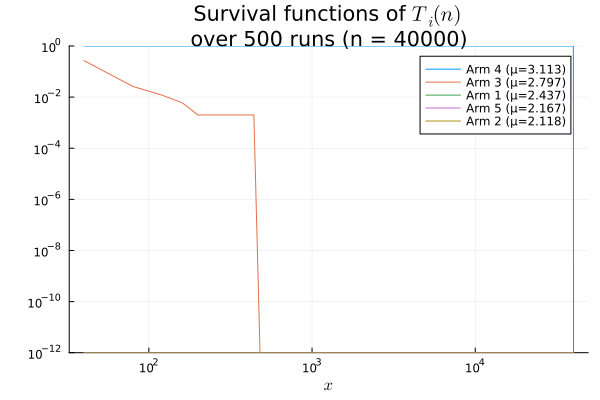 Survival functions of T_i(n)
over 500 runs (n = 40000)
10^0
10^-2
10^-4
10^-6
10^-8
10^-10
10^-12
Arm 4 (μ=3.113)
Arm 3 (μ=2.797)
Arm 1 (μ=2.437)
Arm 5 (μ=2.167)
Arm 2 (μ=2.118)
10^2 10^3 10^4
x